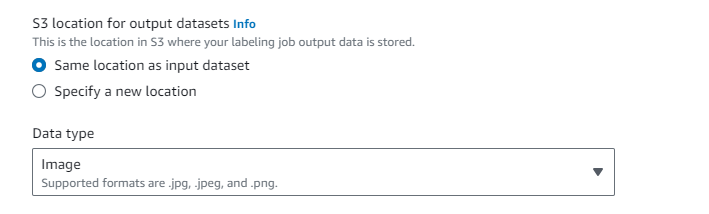 S3 location for output datasets Info
This is the location in S3 where your labeling job output data is stored.
Same location as input dataset
Specify a new location
Data type
Image
Supported formats are .jpg, .jpeg, and .png.